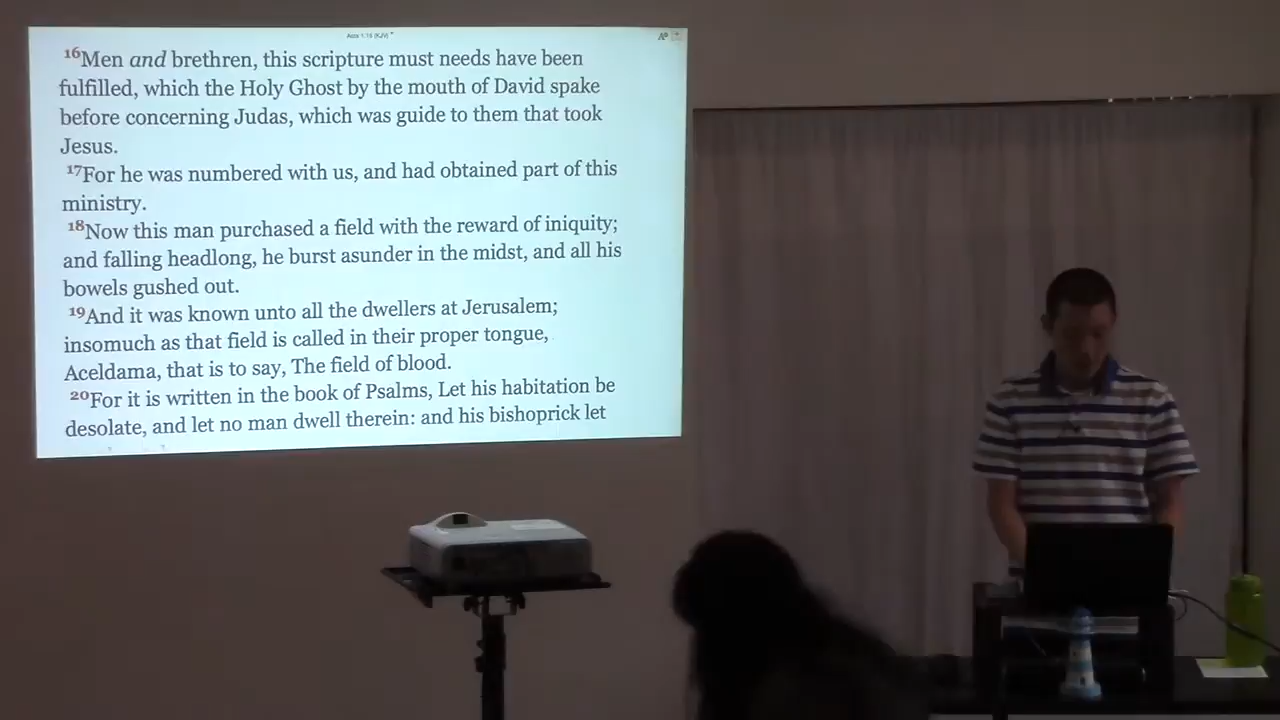 Acts 1:16 (KJV)
16Men and brethren, this scripture must needs have been
fulfilled, which the Holy Ghost by the mouth of David spake
before concerning Judas, which was guide to them that took
Jesus.
17For he was numbered with us, and had obtained part of this
ministry.
18Now this man purchased a field with the reward of iniquity;
and falling headlong, he burst asunder in the midst, and all his
bowels gushed out.
19And it was known unto all the dwellers at Jerusalem;
insomuch as that field is called in their proper tongue,
Aceldama, that is to say, The field of blood.
20For it is written in the book of Psalms, Let his habitation be
desolate, and let no man dwell therein: and his bishoprick let